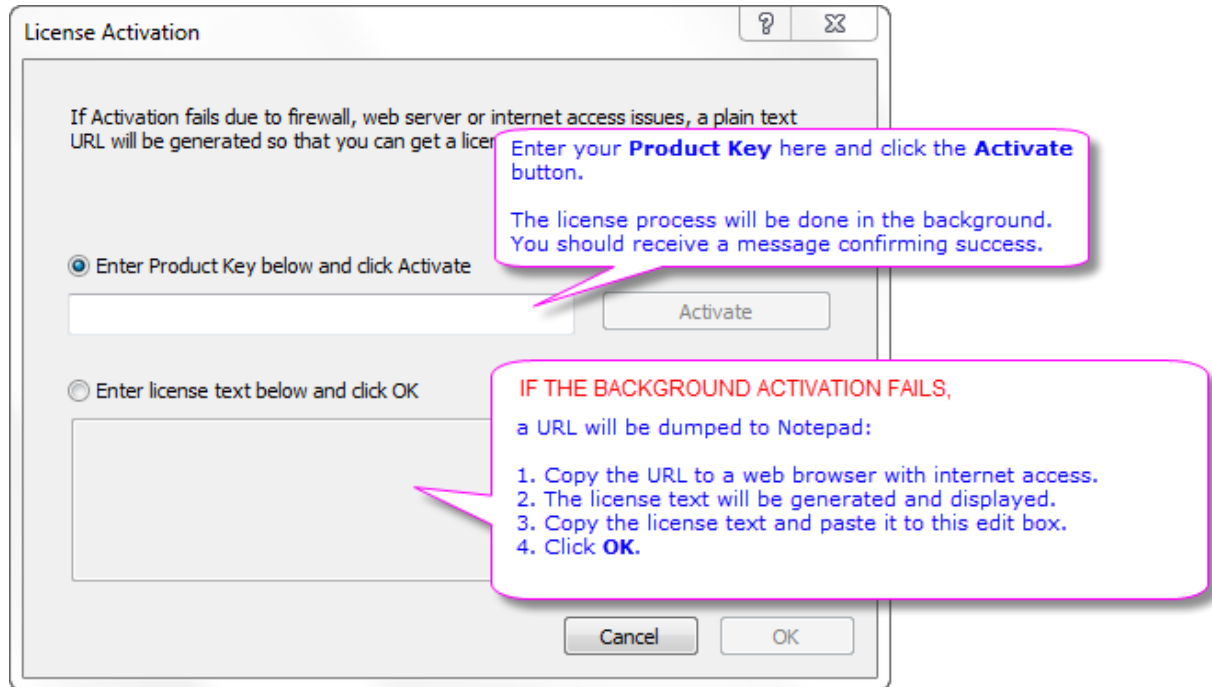 License Activation
If Activation fails due to firewall, web server or internet access issues, a plain text
URL will be generated so that you can get a
Enter your Product Key here and click the Activate
button.
The license process will be done in the background.
You should receive a message confirming success.
Enter Product Key below and click Activate
Activate
Enter license text below and click OK
IF THE BACKGROUND ACTIVATION FAILS,
a URL will be dumped to Notepad:
1. Copy the URL to a web browser with internet access.
2. The license text will be generated and displayed.
3. Copy the license text and paste it to this edit box.
4. Click OK.
Cancel
OK